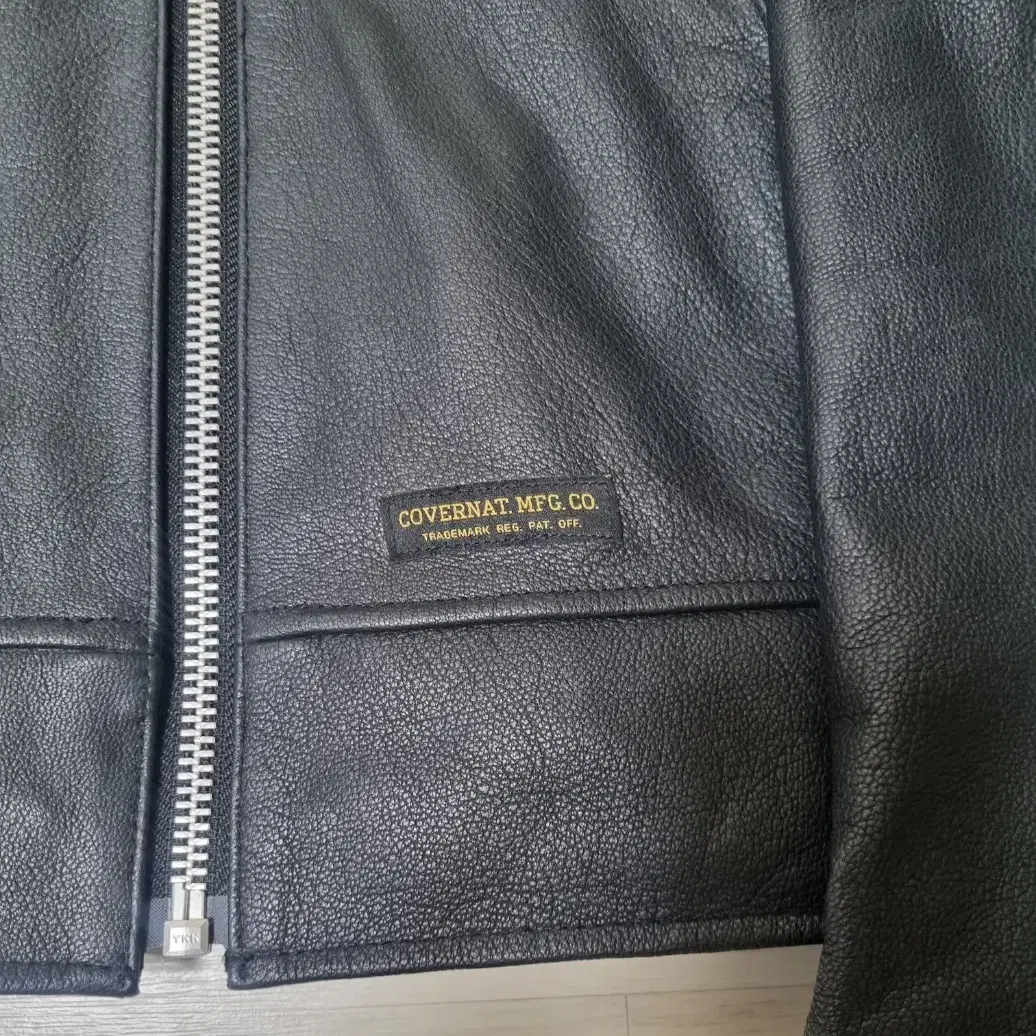 COVERNAT. MFG. CO.
TRADEMARK REG. PAT. OFF.
YKK